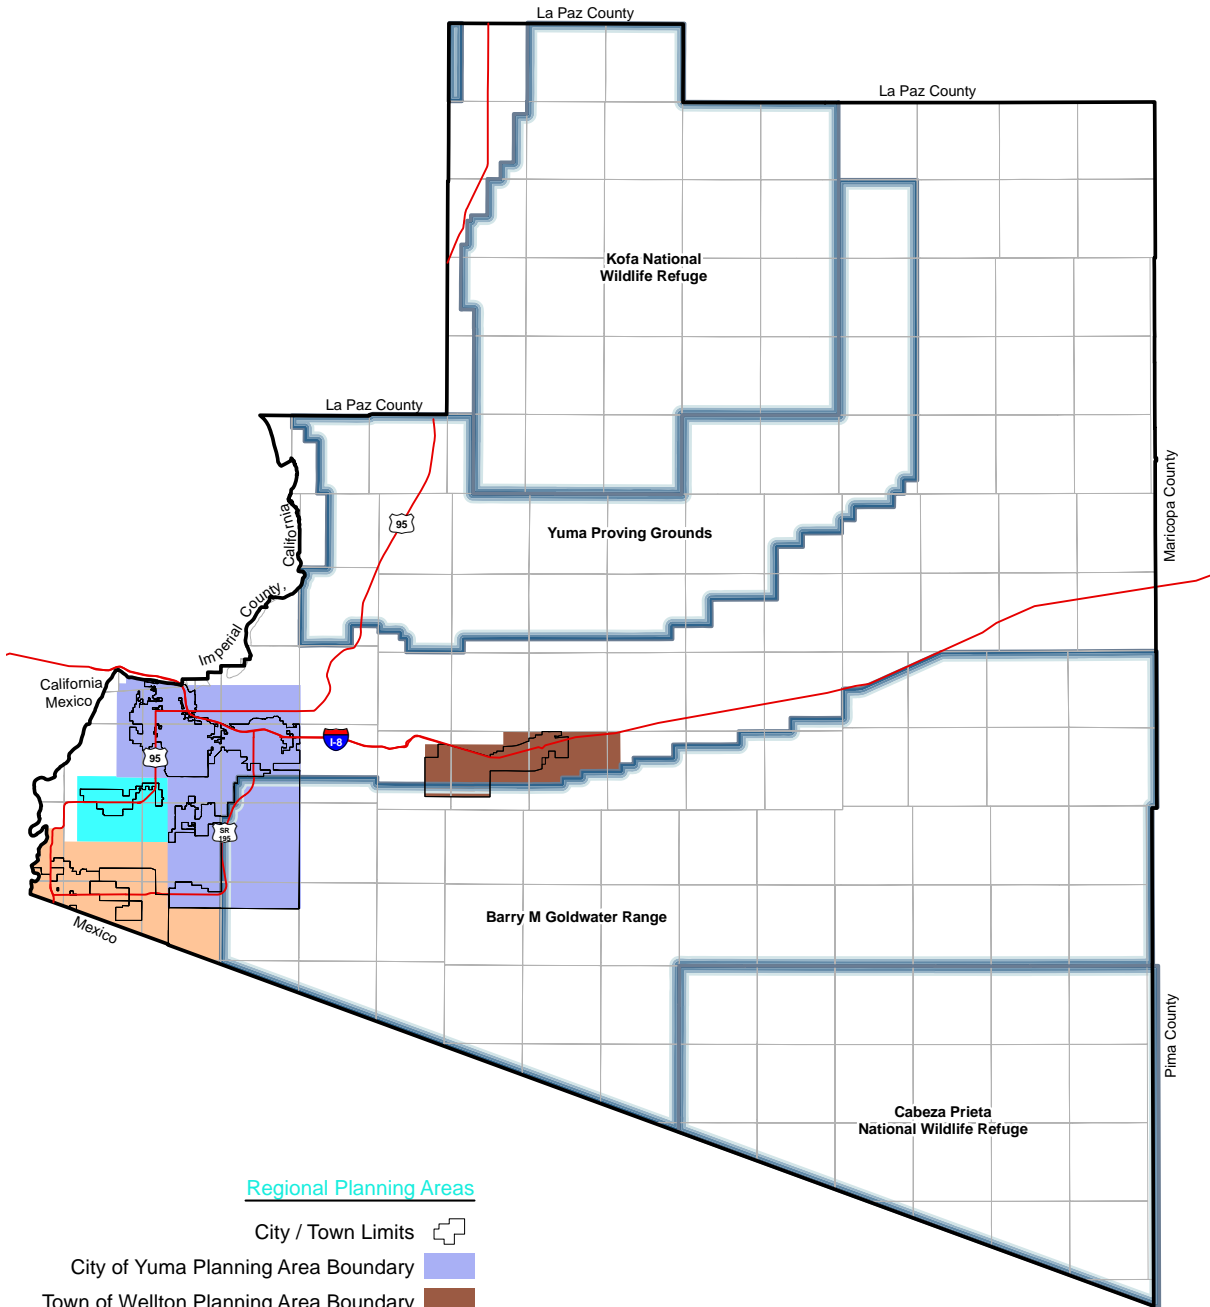 La Paz County
La Paz County
Kofa National
Wildlife Refuge
La Paz County
Maricopa County
95
California
Yuma Proving Grounds
Imperial County,
California
Mexico
I-8
95
SR
195
Barry M Goldwater Range
Mexico
Pima County
Cabeza Prieta
National Wildlife Refuge
Regional Planning Areas
City / Town Limits
City of Yuma Planning Area Boundary
Town of Wellton Planning Area Boundary